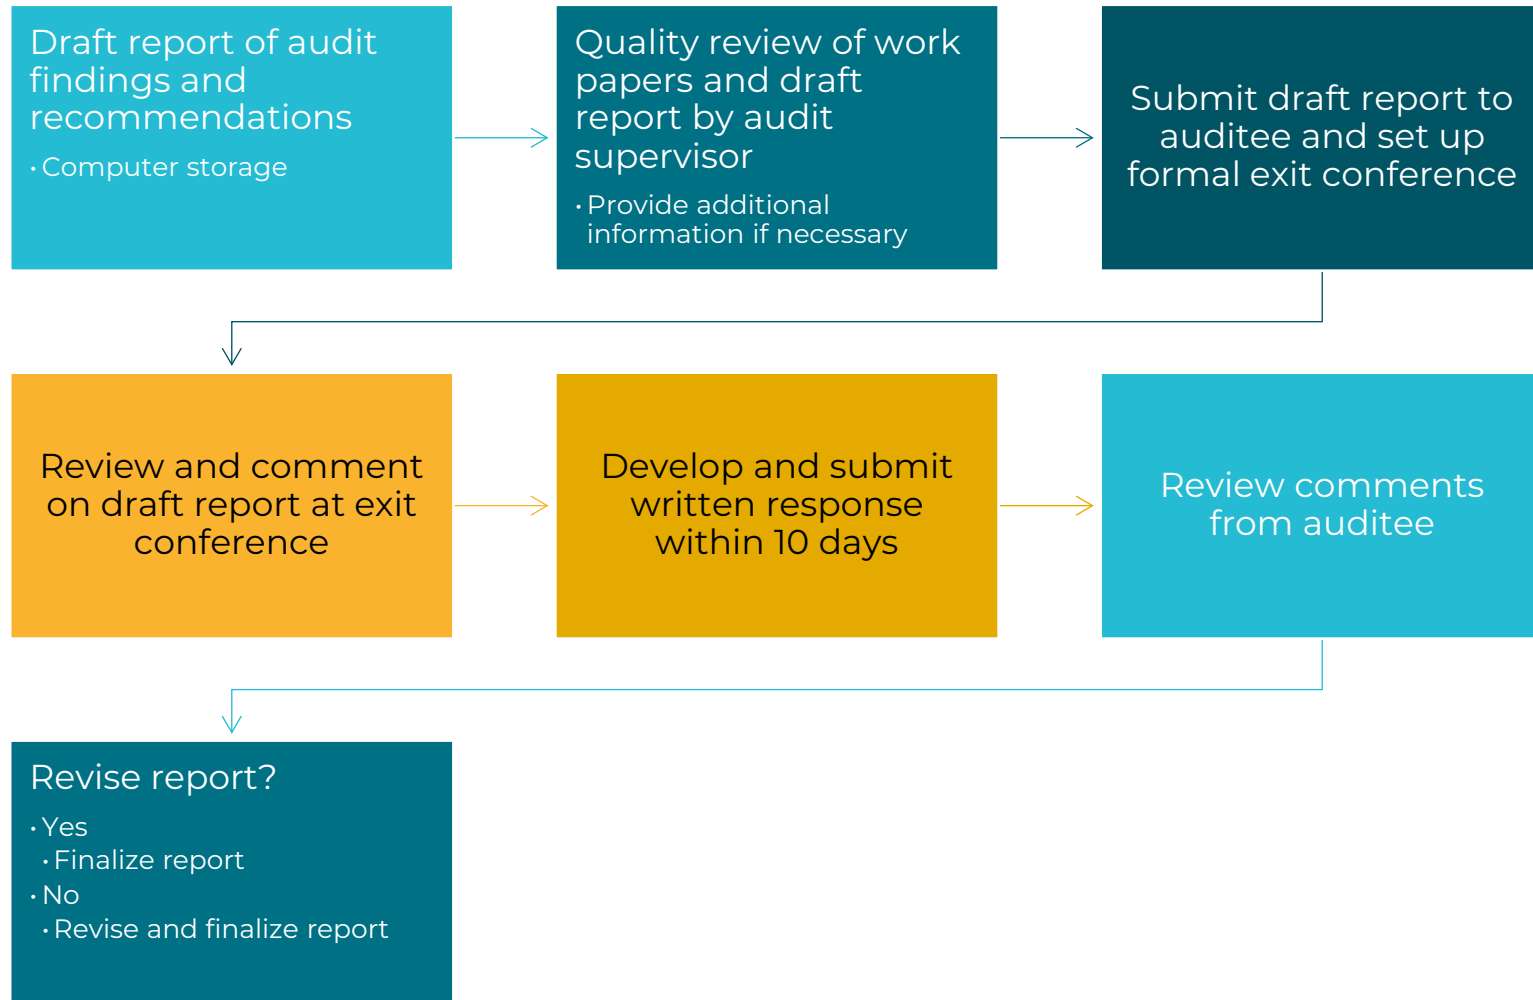 Draft report of audit
findings and
recommendations
· Computer storage
Quality review of work
papers and draft
report by audit
supervisor
· Provide additional
information if necessary
Submit draft report to
auditee and set up
formal exit conference
Review and comment
on draft report at exit
conference
Develop and submit
written response
within 10 days
Review comments
from auditee
Revise report?
· Yes
· Finalize report
· No
· Revise and finalize report